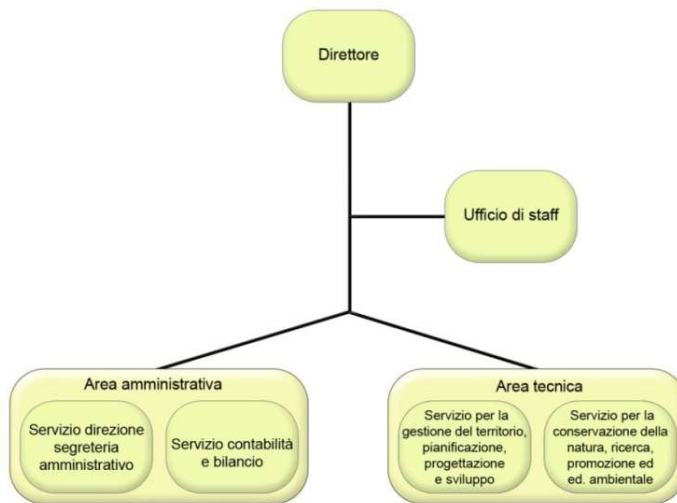 Direttore
Ufficio di staff
Area amministrativa
Servizio direzione
segreteria
amministrativo
Servizio contabilità
e bilancio
Area tecnica
Servizio per la
gestione del territorio,
pianificazione,
progettazione
e sviluppo
Servizio per la
conservazione della
natura, ricerca,
promozione ed
ed. ambientale